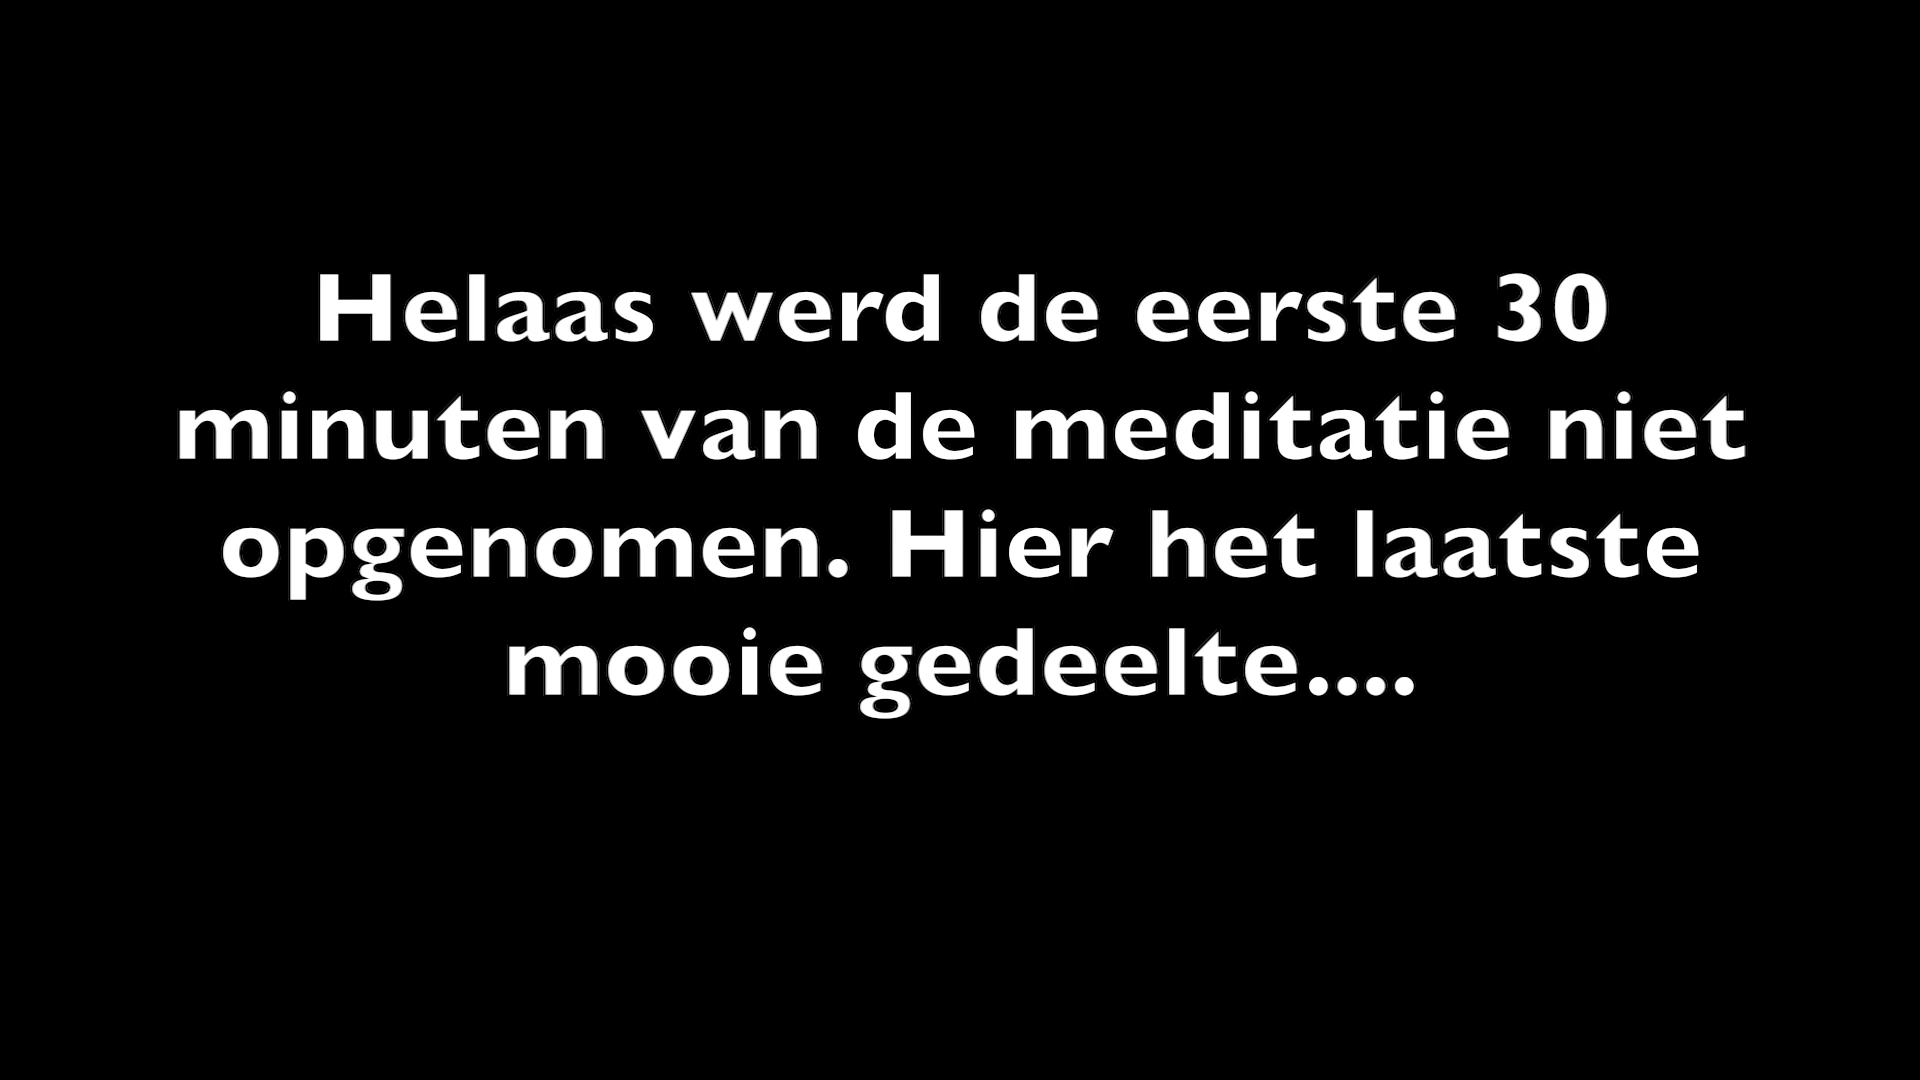 Helaas werd de eerste 30
minuten van de meditatie niet
opgenomen. Hier het laatste
mooie gedeelte....